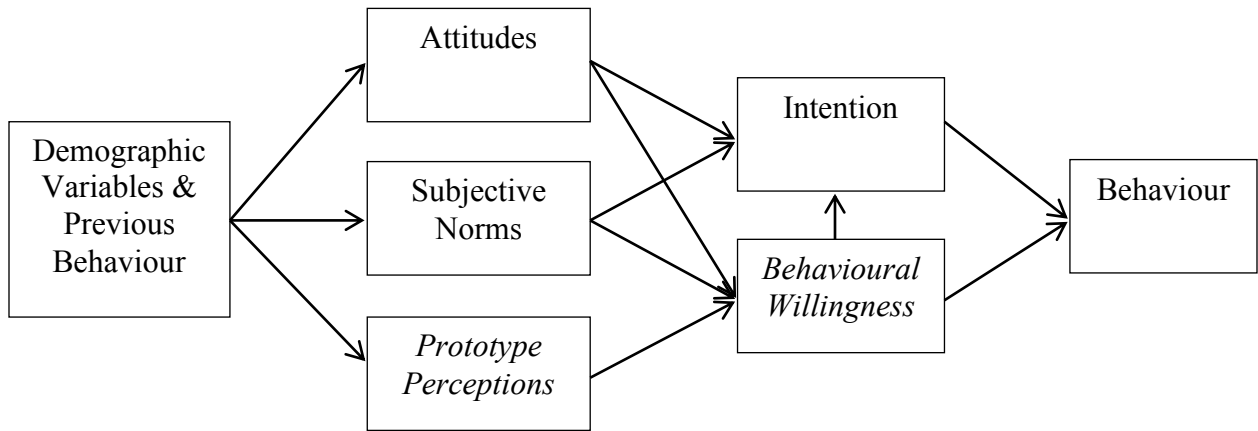 Demographic
Variables &
Previous
Behaviour
Attitudes
Subjective
Norms
Prototype
Perceptions
Intention
Behavioural
Willingness
Behaviour